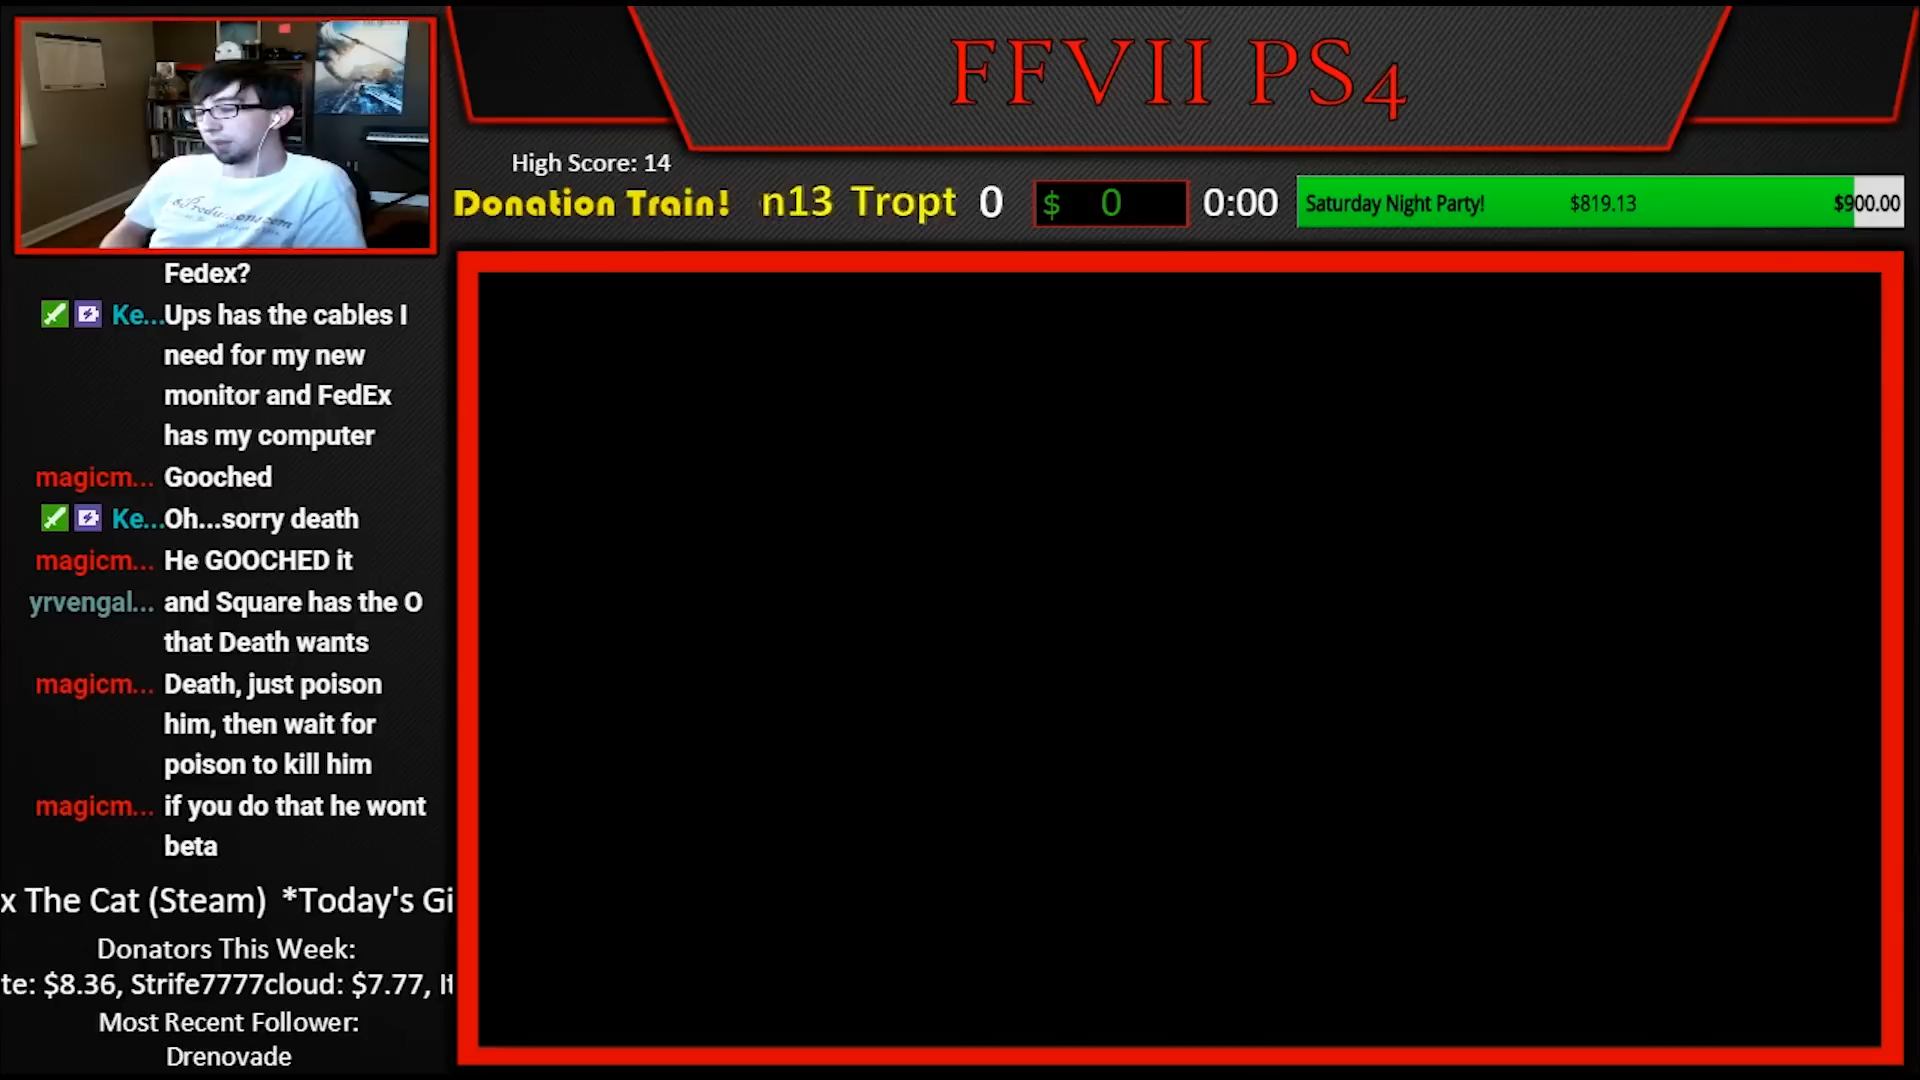 FFVII PS4
High Score: 14
Donation Train!
n13 Tropt
0
$ 0
0:00
Saturday Night Party! $819.13 $900.00
Fedex?
Ke... Ups has the cables I
need for my new
monitor and FedEx
has my computer
magicm... Gooched
Ke... Oh...sorry death
magicm... He GOOCHED it
yrvengal... and Square has the O
that Death wants
magicm... Death, just poison
him, then wait for
poison to kill him
magicm... if you do that he wont
beta
x The Cat (Steam) *Today's Gi
Donators This Week:
te: $8.36, Strife7777cloud: $7.77, It
Most Recent Follower:
Drenovade